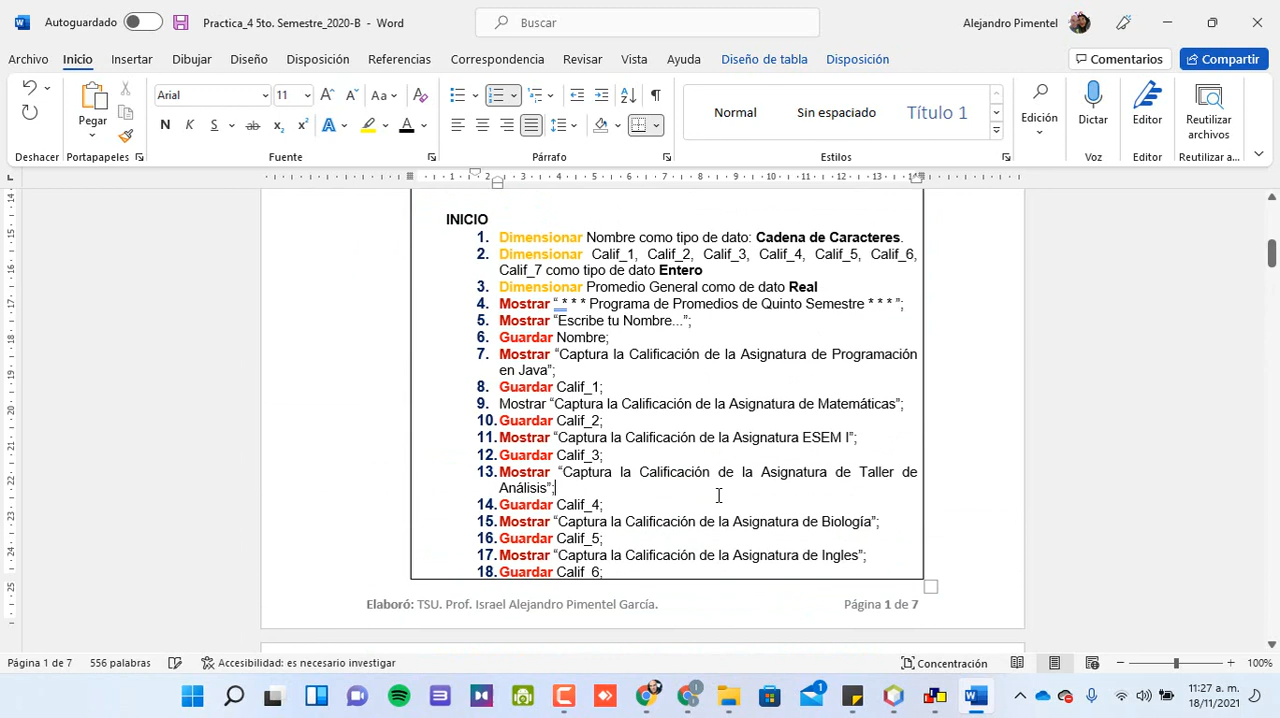 Autoguardado
Practica_4 5to. Semestre_2020-B - Word
Buscar
Alejandro Pimentel
Archivo Inicio Insertar Dibujar Diseño Disposición Referencias Correspondencia Revisar Vista Ayuda Diseño de tabla Disposición
Comentarios
Compartir
Pegar
Arial 11
Normal Sin espaciado Título 1
Edición
Dictar
Editor
Reutilizar archivos
Deshacer Portapapeles Fuente Párrafo Estilos Voz Editor Reutilizar a...
INICIO
1. Dimensionar Nombre como tipo de dato: Cadena de Caracteres.
2. Dimensionar Calif_1, Calif_2, Calif_3, Calif_4, Calif_5, Calif_6,
Calif_7 como tipo de dato Entero
3. Dimensionar Promedio General como de dato Real
4. Mostrar “ * * * Programa de Promedios de Quinto Semestre * * * ”;
5. Mostrar “Escribe tu Nombre...”;
6. Guardar Nombre;
7. Mostrar “Captura la Calificación de la Asignatura de Programación
en Java”;
8. Guardar Calif_1;
9. Mostrar “Captura la Calificación de la Asignatura de Matemáticas”;
10. Guardar Calif_2;
11. Mostrar “Captura la Calificación de la Asignatura ESEM I”;
12. Guardar Calif_3;
13. Mostrar “Captura la Calificación de la Asignatura de Taller de
Análisis”;
14. Guardar Calif_4;
15. Mostrar “Captura la Calificación de la Asignatura de Biología”;
16. Guardar Calif_5;
17. Mostrar “Captura la Calificación de la Asignatura de Ingles”;
18. Guardar Calif_6;
Elaboró: TSU. Prof. Israel Alejandro Pimentel García.
Página 1 de 7
Página 1 de 7 556 palabras Accesibilidad: es necesario investigar
Concentración
100%
11:27 a. m.
18/11/2021